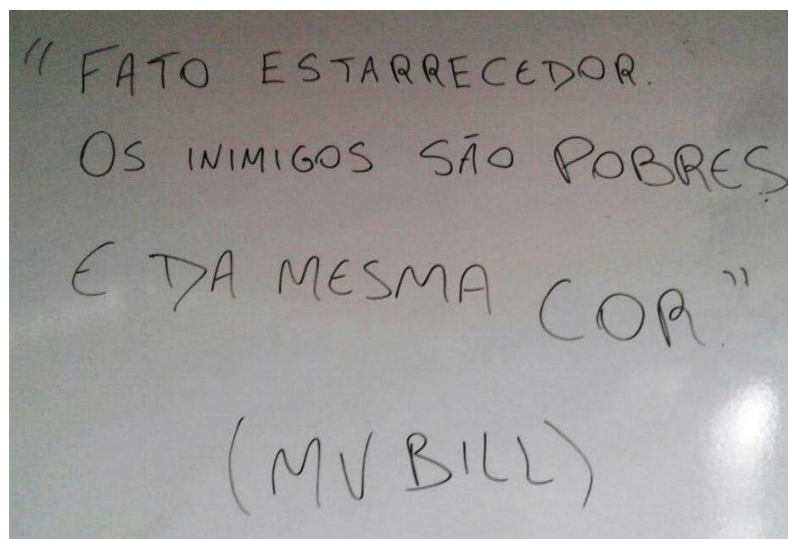 "FATO ESTARRECEDOR.
OS INIMIGOS SÃO POBRES
E DA MESMA COR."
(MV BILL)